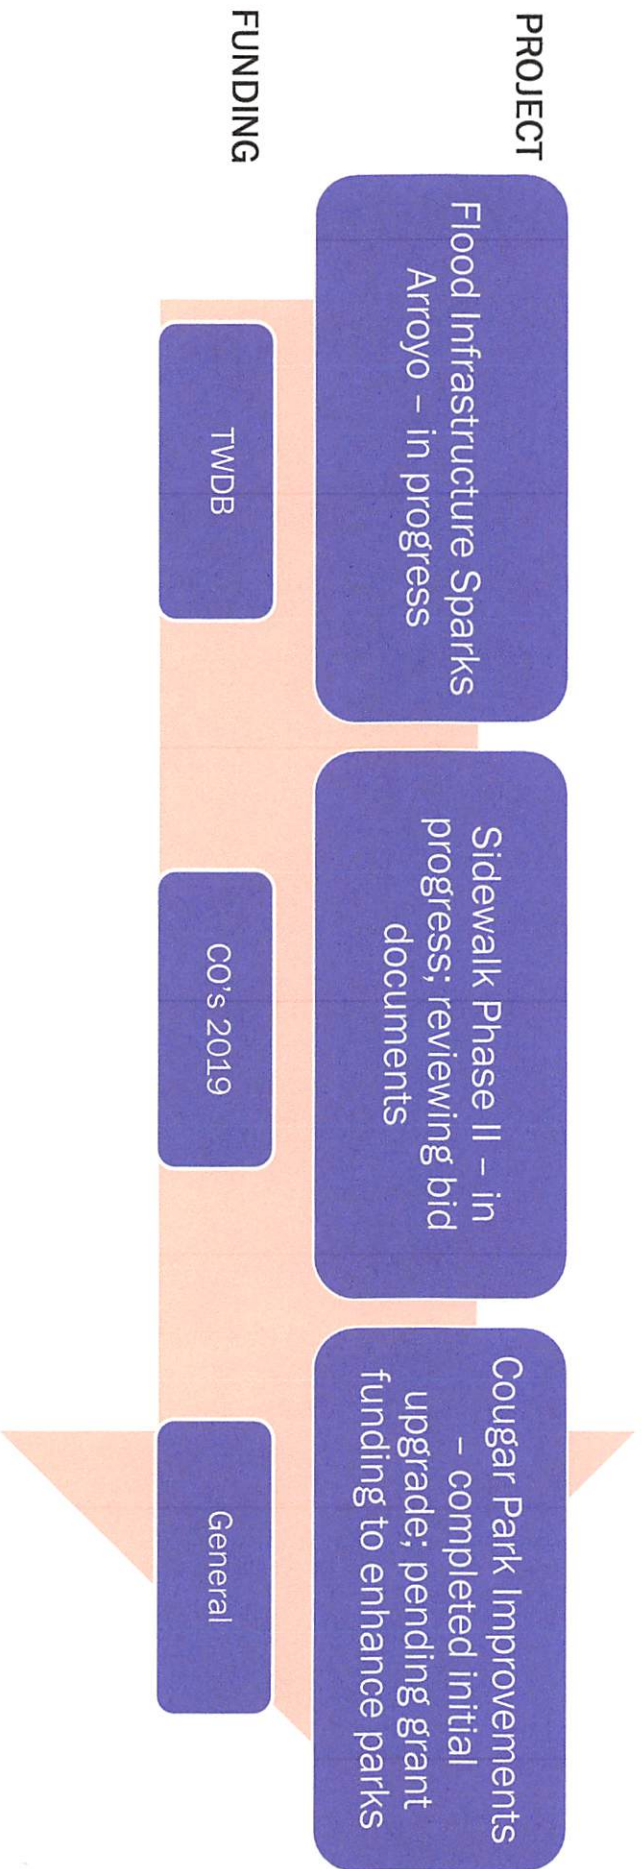 PROJECT
Flood Infrastructure Sparks
Arroyo – in progress
Sidewalk Phase II – in
progress; reviewing bid
documents
Cougar Park Improvements
– completed initial
upgrade; pending grant
funding to enhance parks
FUNDING
TWDB
CO's 2019
General